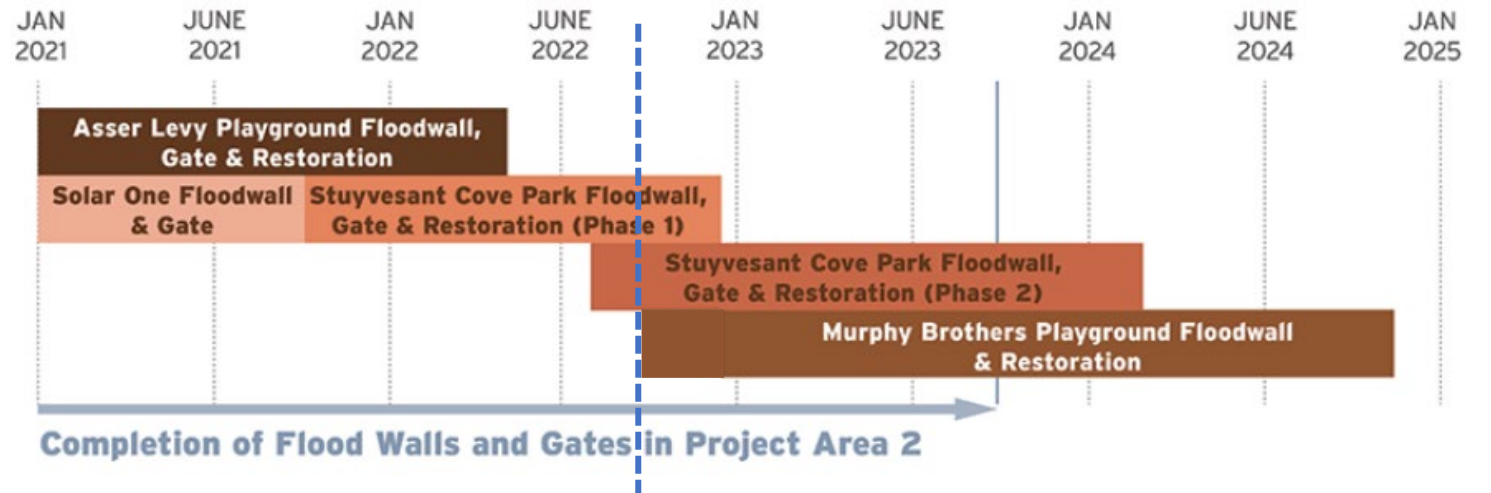 JAN JUNE JAN JUNE JAN JUNE JAN JUNE JAN
2021 2021 2022 2022 2023 2023 2024 2024 2025
Asser Levy Playground Floodwall,
Gate & Restoration
Solar One Floodwall
& Gate
Stuyvesant Cove Park Floodwall,
Gate & Restoration (Phase 1)
Stuyvesant Cove Park Floodwall,
Gate & Restoration (Phase 2)
Murphy Brothers Playground Floodwall
& Restoration
Completion of Flood Walls and Gates in Project Area 2